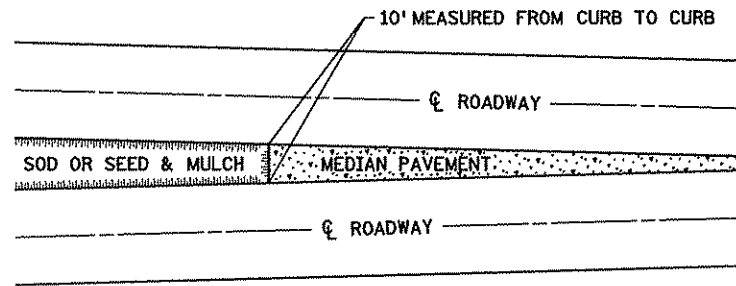 10' MEASURED FROM CURB TO CURB
℄ ROADWAY
SOD OR SEED & MULCH
MEDIAN PAVEMENT
℄ ROADWAY